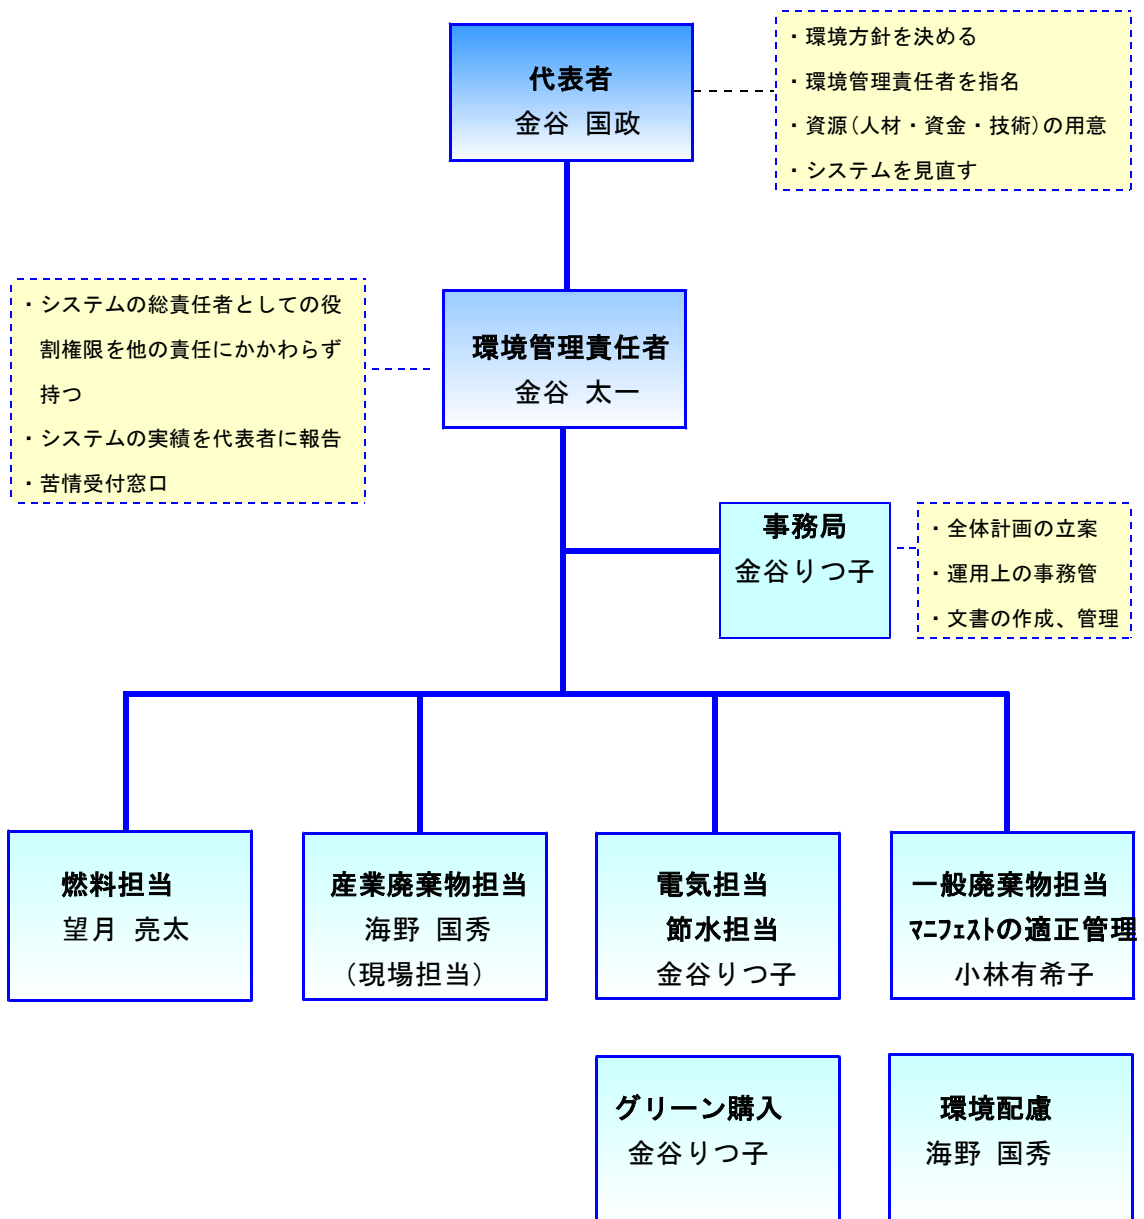 代表者
金谷 国政
・環境方針を決める
・環境管理責任者を指名
・資源(人材・資金・技術)の用意
・システムを見直す
・システムの総責任者としての役
割権限を他の責任にかかわらず
持つ
・システムの実績を代表者に報告
・苦情受付窓口
環境管理責任者
金谷 太一
事務局
金谷りつ子
・全体計画の立案
・運用上の事務管
・文書の作成、管理
燃料担当
望月 亮太
産業廃棄物担当
海野 国秀
(現場担当)
電気担当
節水担当
金谷りつ子
一般廃棄物担当
ﾏﾆﾌｪｽﾄの適正管理
小林有希子
グリーン購入
金谷りつ子
環境配慮
海野 国秀